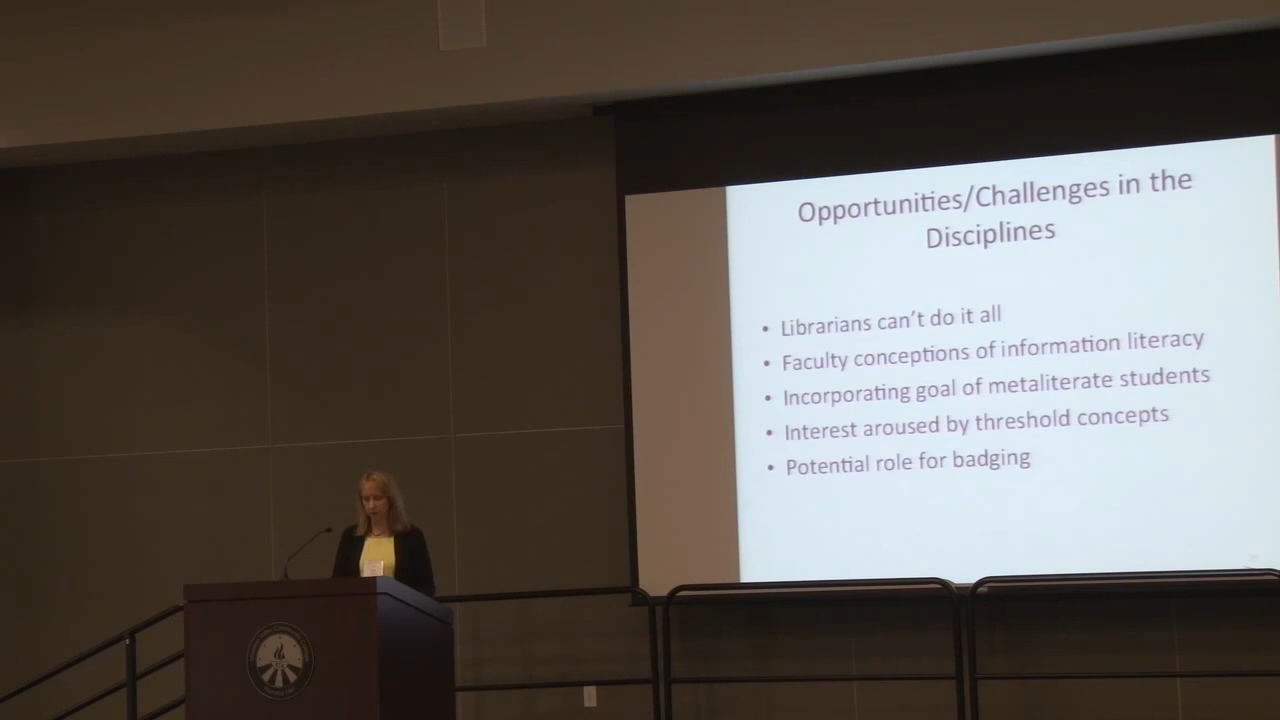 Opportunities/Challenges in the
Disciplines
• Librarians can't do it all
• Faculty conceptions of information literacy
• Incorporating goal of metaliterate students
• Interest aroused by threshold concepts
• Potential role for badging